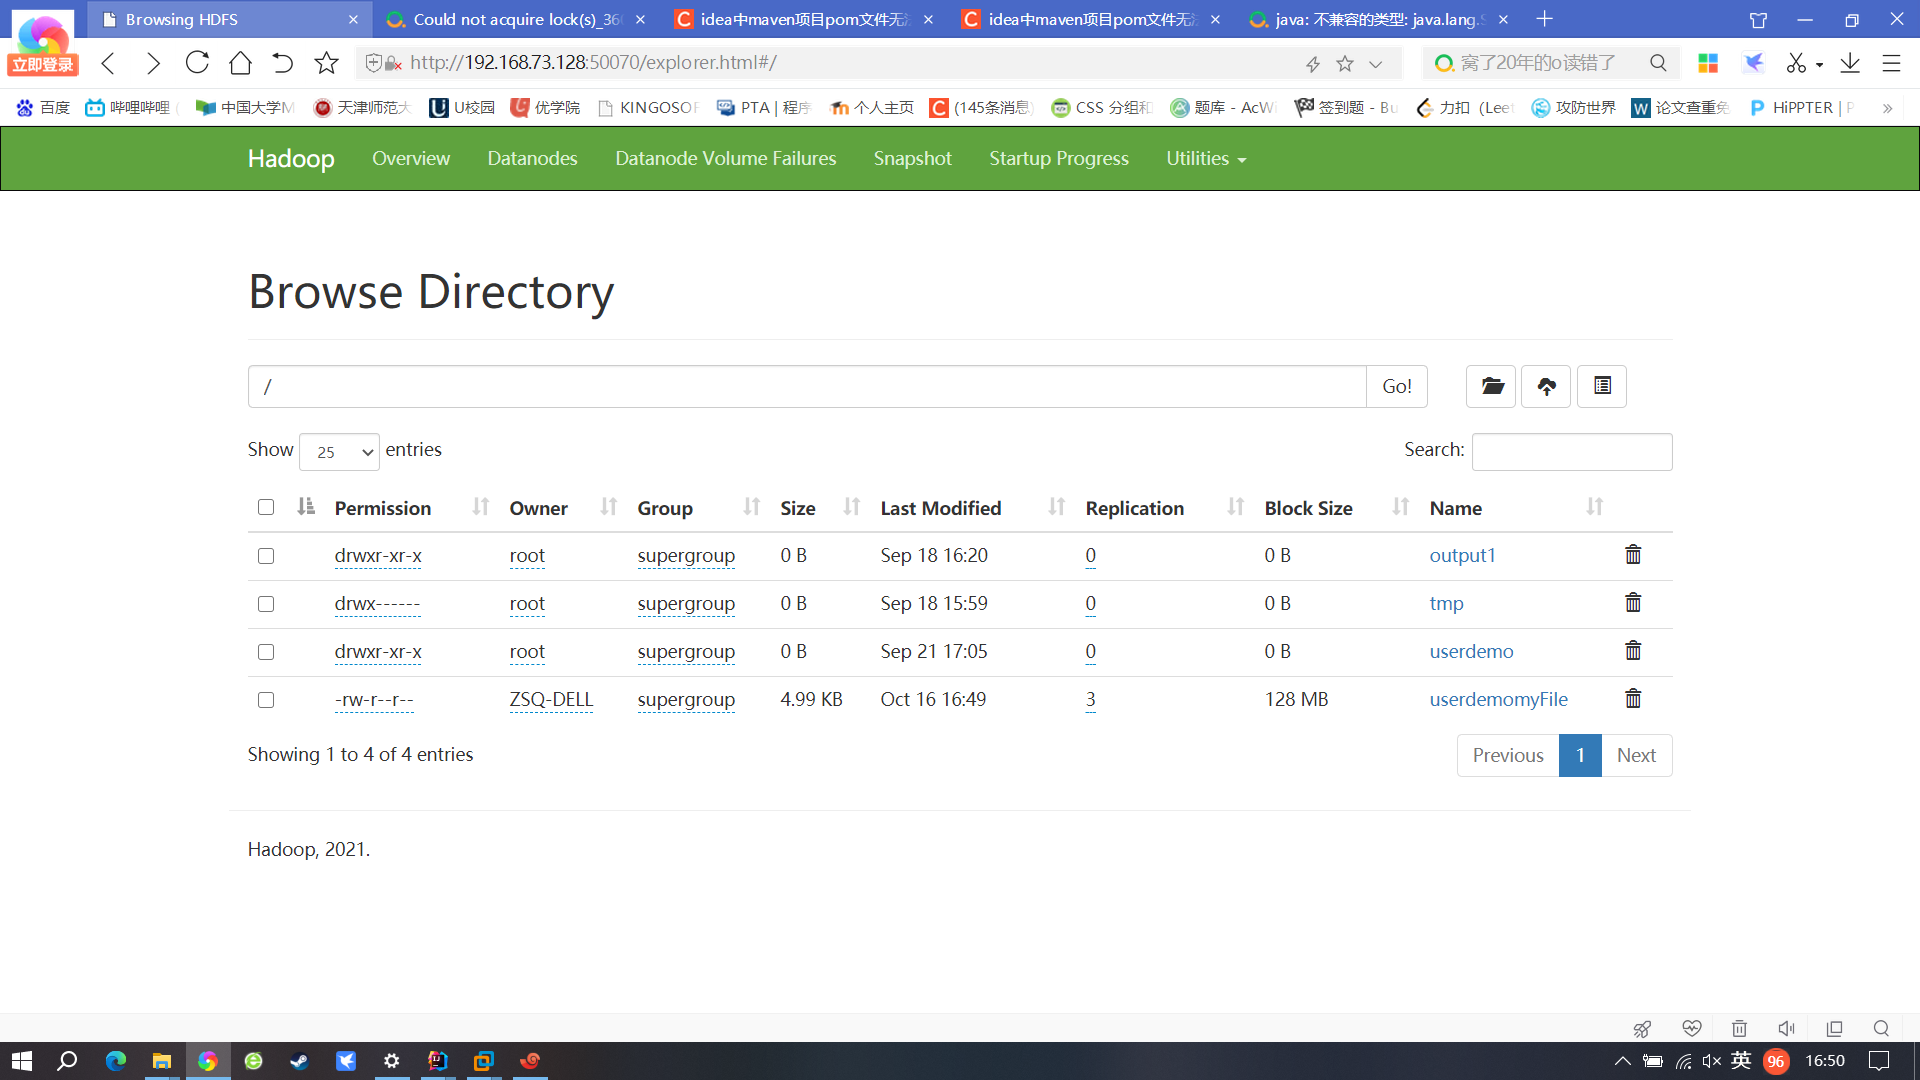 Browsing HDFS
Could not acquire lock(s)_36
idea中maven项目pom文件无
idea中maven项目pom文件无
java: 不兼容的类型: java.lang.S
立即登录
http://192.168.73.128:50070/explorer.html#/
窝了20年的o读错了
百度
哔哩哔哩 (
中国大学M
天津师范大
U校园
优学院
KINGOSOF
PTA | 程序
个人主页
(145条消息)
CSS 分组和
题库 - AcWi
签到题 - Bu
力扣（Leet
攻防世界
论文查重免
HiPPTER | P
»
Hadoop Overview Datanodes Datanode Volume Failures Snapshot Startup Progress Utilities
Browse Directory
/
Go!
Show 25 entries
Search:
Permission Owner Group Size Last Modified Replication Block Size Name
drwxr-xr-x root supergroup 0 B Sep 18 16:20 0 0 B output1
drwx------ root supergroup 0 B Sep 18 15:59 0 0 B tmp
drwxr-xr-x root supergroup 0 B Sep 21 17:05 0 0 B userdemo
-rw-r--r-- ZSQ-DELL supergroup 4.99 KB Oct 16 16:49 3 128 MB userdemomyFile
Showing 1 to 4 of 4 entries
Previous 1 Next
Hadoop, 2021.
英
96
16:50